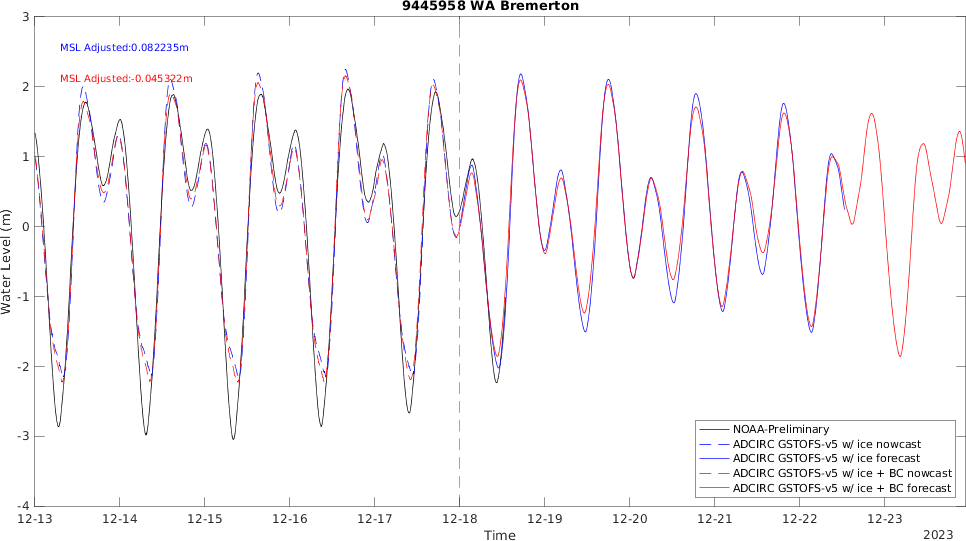 9445958 WA Bremerton
MSL Adjusted:0.082235m
MSL Adjusted:-0.045322m
3
2
1
0
-1
-2
-3
-4
Water Level (m)
NOAA-Preliminary
ADCIRC GSTOFS-v5 w/ ice nowcast
ADCIRC GSTOFS-v5 w/ ice forecast
ADCIRC GSTOFS-v5 w/ ice + BC nowcast
ADCIRC GSTOFS-v5 w/ ice + BC forecast
12-13 12-14 12-15 12-16 12-17 12-18 12-19 12-20 12-21 12-22 12-23
Time
2023